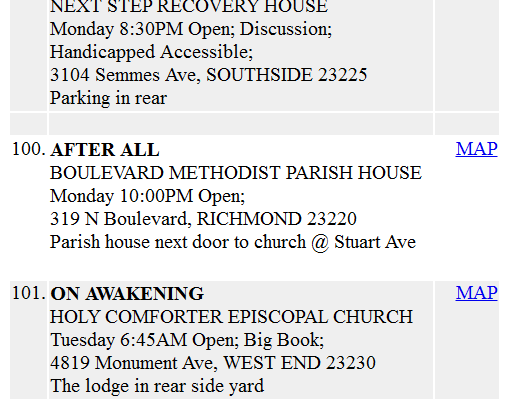 NEXT STEP RECOVERY HOUSE
Monday 8:30PM Open; Discussion;
Handicapped Accessible;
3104 Semmes Ave, SOUTHSIDE 23225
Parking in rear
100. AFTER ALL MAP
BOULEVARD METHODIST PARISH HOUSE
Monday 10:00PM Open;
319 N Boulevard, RICHMOND 23220
Parish house next door to church @ Stuart Ave
101. ON AWAKENING MAP
HOLY COMFORTER EPISCOPAL CHURCH
Tuesday 6:45AM Open; Big Book;
4819 Monument Ave, WEST END 23230
The lodge in rear side yard